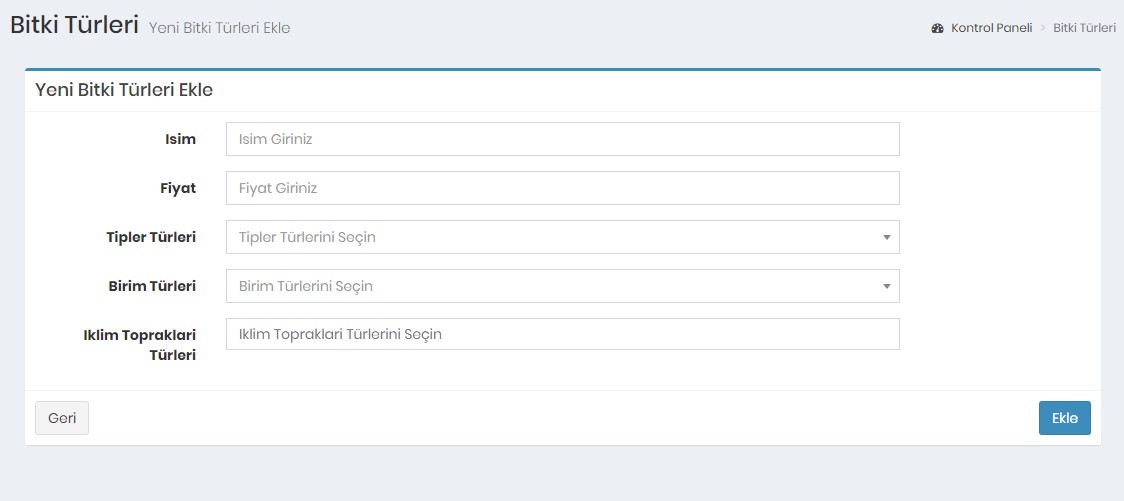 Bitki Türleri Yeni Bitki Türleri Ekle
Kontrol Paneli > Bitki Türleri
Yeni Bitki Türleri Ekle
Isim Isim Giriniz
Fiyat Fiyat Giriniz
Tipler Türleri Tipler Türlerini Seçin
Birim Türleri Birim Türlerini Seçin
Iklim Topraklari Iklim Topraklari Türlerini Seçin
Türleri
Geri Ekle